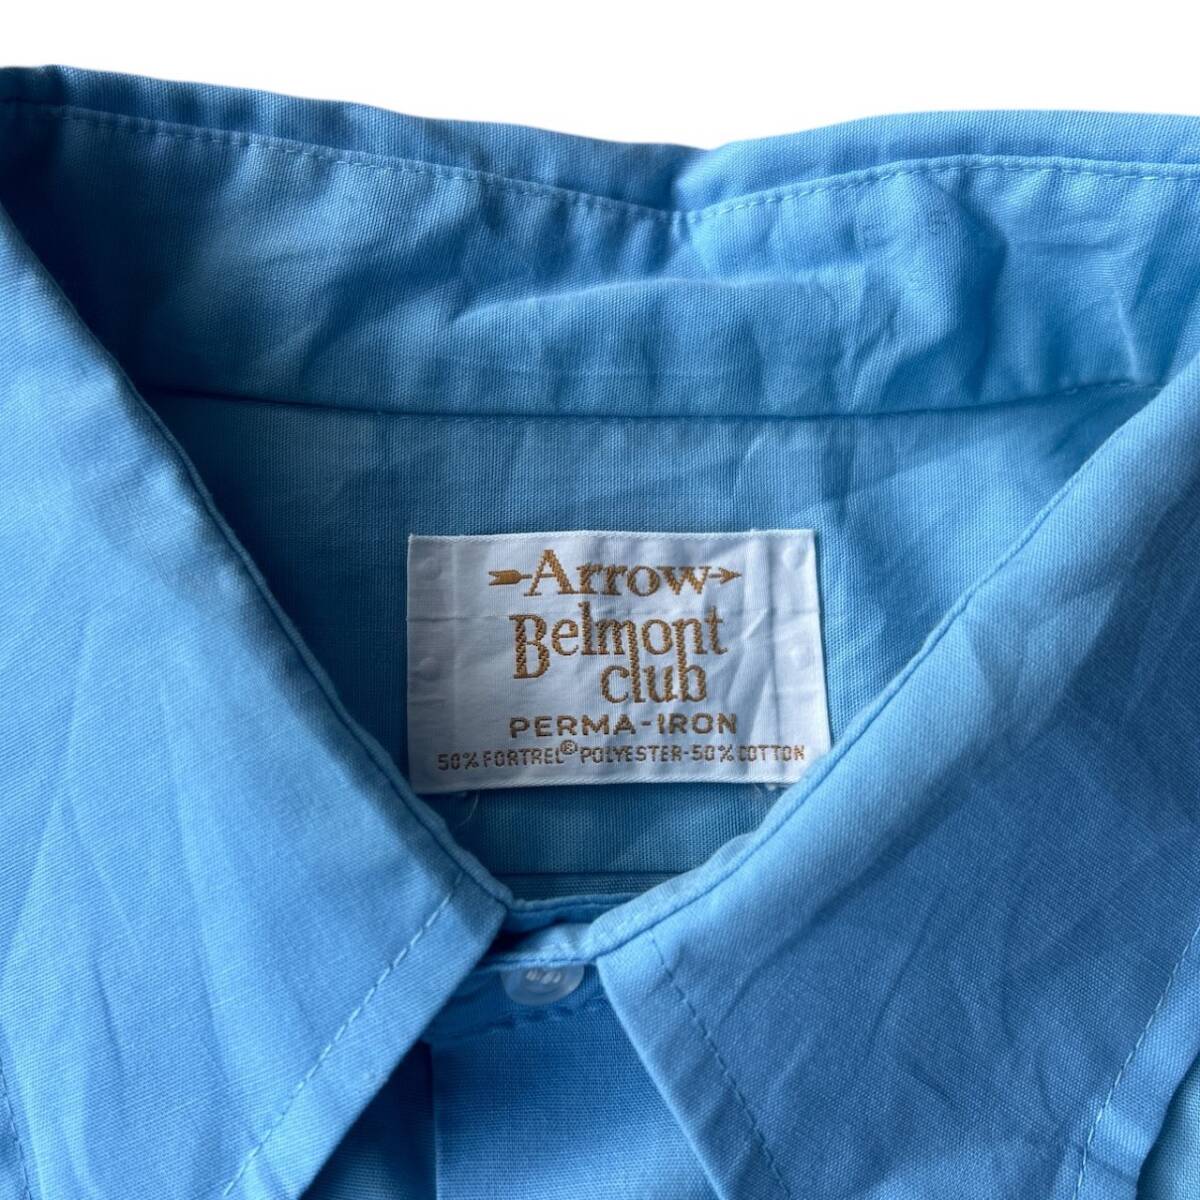 Arrow
Belmont
club
PERMA-IRON
50% FORTREL® POLYESTER-50% COTTON